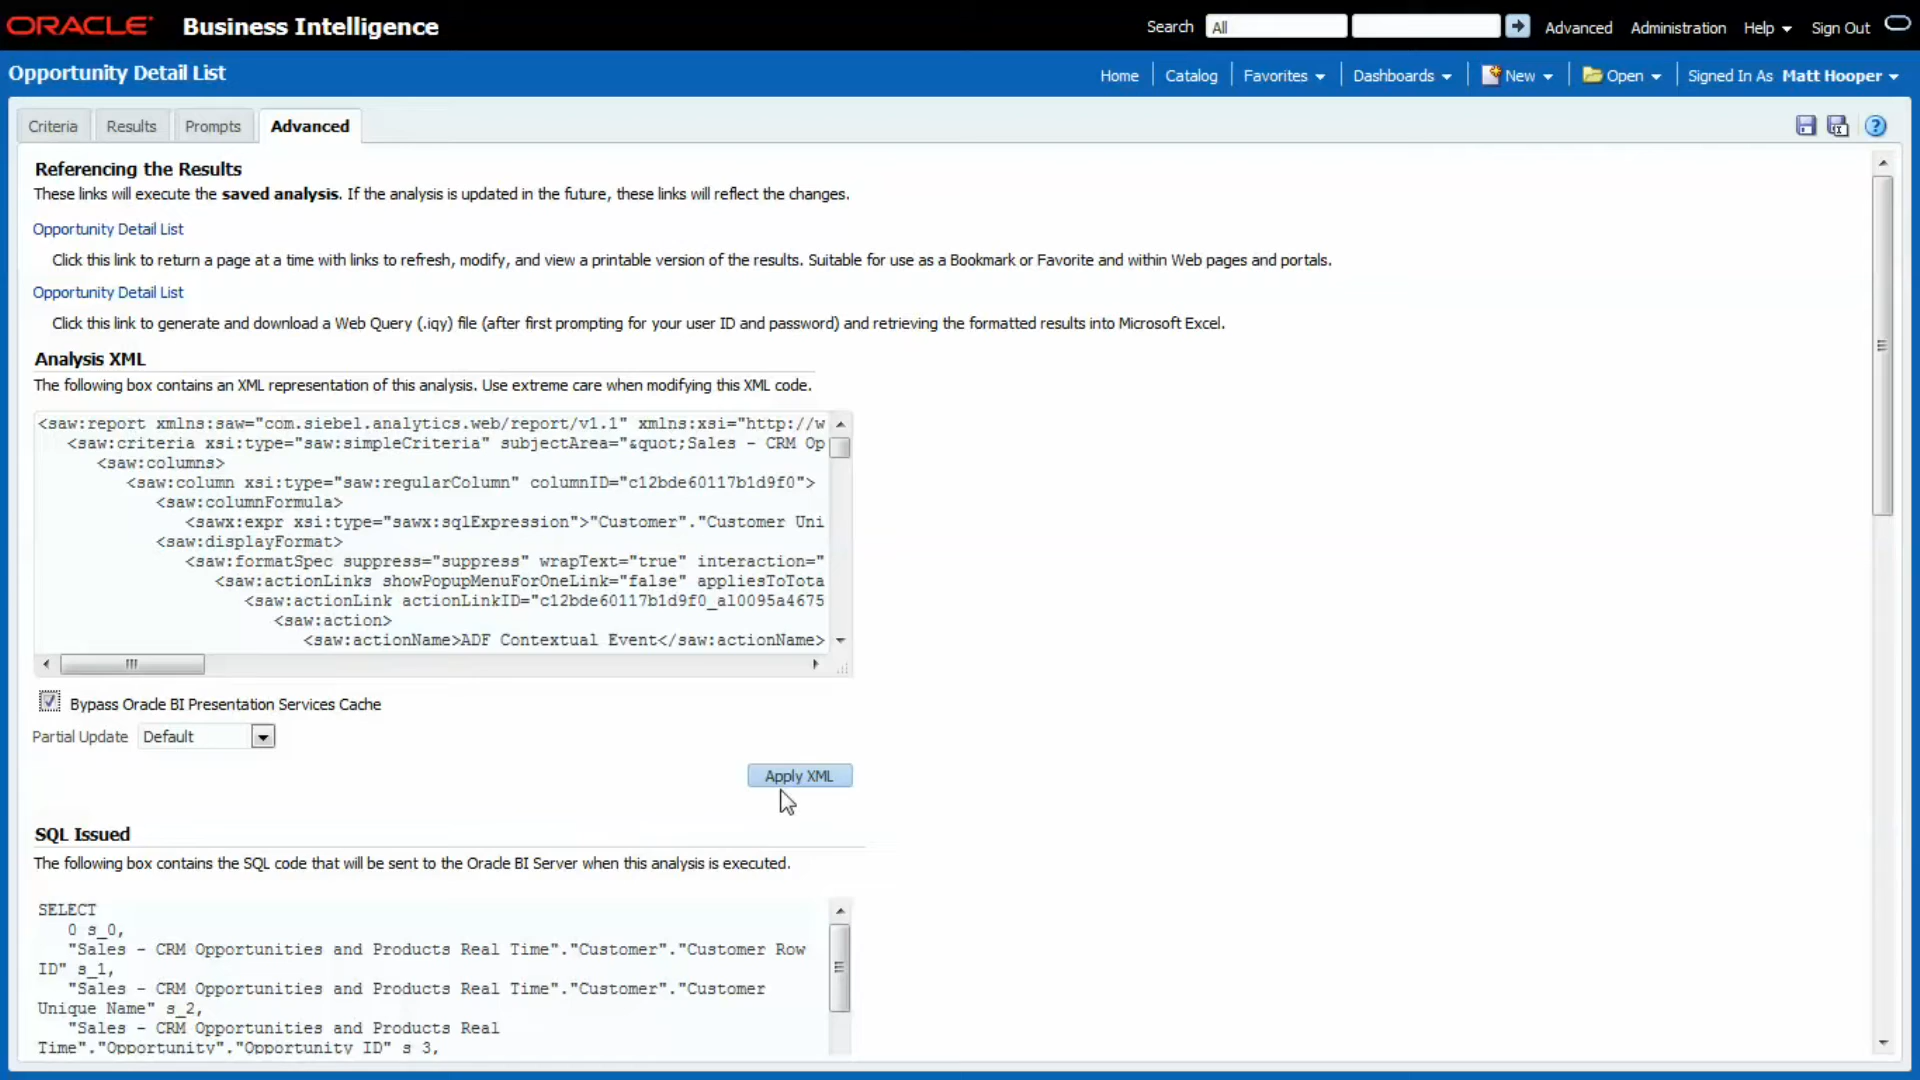 ORACLE Business Intelligence Search All Advanced Administration Help Sign Out
Opportunity Detail List Home Catalog Favorites Dashboards New Open Signed In As Matt Hooper
Criteria Results Prompts Advanced
Referencing the Results
These links will execute the saved analysis. If the analysis is updated in the future, these links will reflect the changes.
Opportunity Detail List
Click this link to return a page at a time with links to refresh, modify, and view a printable version of the results. Suitable for use as a Bookmark or Favorite and within Web pages and portals.
Opportunity Detail List
Click this link to generate and download a Web Query (.iqy) file (after first prompting for your user ID and password) and retrieving the formatted results into Microsoft Excel.
Analysis XML
The following box contains an XML representation of this analysis. Use extreme care when modifying this XML code.
<saw:report xmlns:saw="com.siebel.analytics.web/report/v1.1" xmlns:xsi="http://w
<saw:criteria xsi:type="saw:simpleCriteria" subjectArea="&quot;Sales - CRM Op
<saw:columns>
<saw:column xsi:type="saw:regularColumn" columnID="c12bde60117b1d9f0">
<saw:columnFormula>
<sawx:expr xsi:type="sawx:sqlExpression">"Customer"."Customer Uni
<saw:displayFormat>
<saw:formatSpec suppress="suppress" wrapText="true" interaction="
<saw:actionLinks showPopupMenuForOneLink="false" appliesToTota
<saw:actionLink actionLinkID="c12bde60117b1d9f0_al0095a4675
<saw:action>
<saw:actionName>ADF Contextual Event</saw:actionName>
Bypass Oracle BI Presentation Services Cache
Partial Update Default
Apply XML
SQL Issued
The following box contains the SQL code that will be sent to the Oracle BI Server when this analysis is executed.
SELECT
0 s_0,
"Sales - CRM Opportunities and Products Real Time"."Customer"."Customer Row
ID" s_1,
"Sales - CRM Opportunities and Products Real Time"."Customer"."Customer
Unique Name" s_2,
"Sales - CRM Opportunities and Products Real
Time"."Opportunity"."Opportunity ID" s_3,